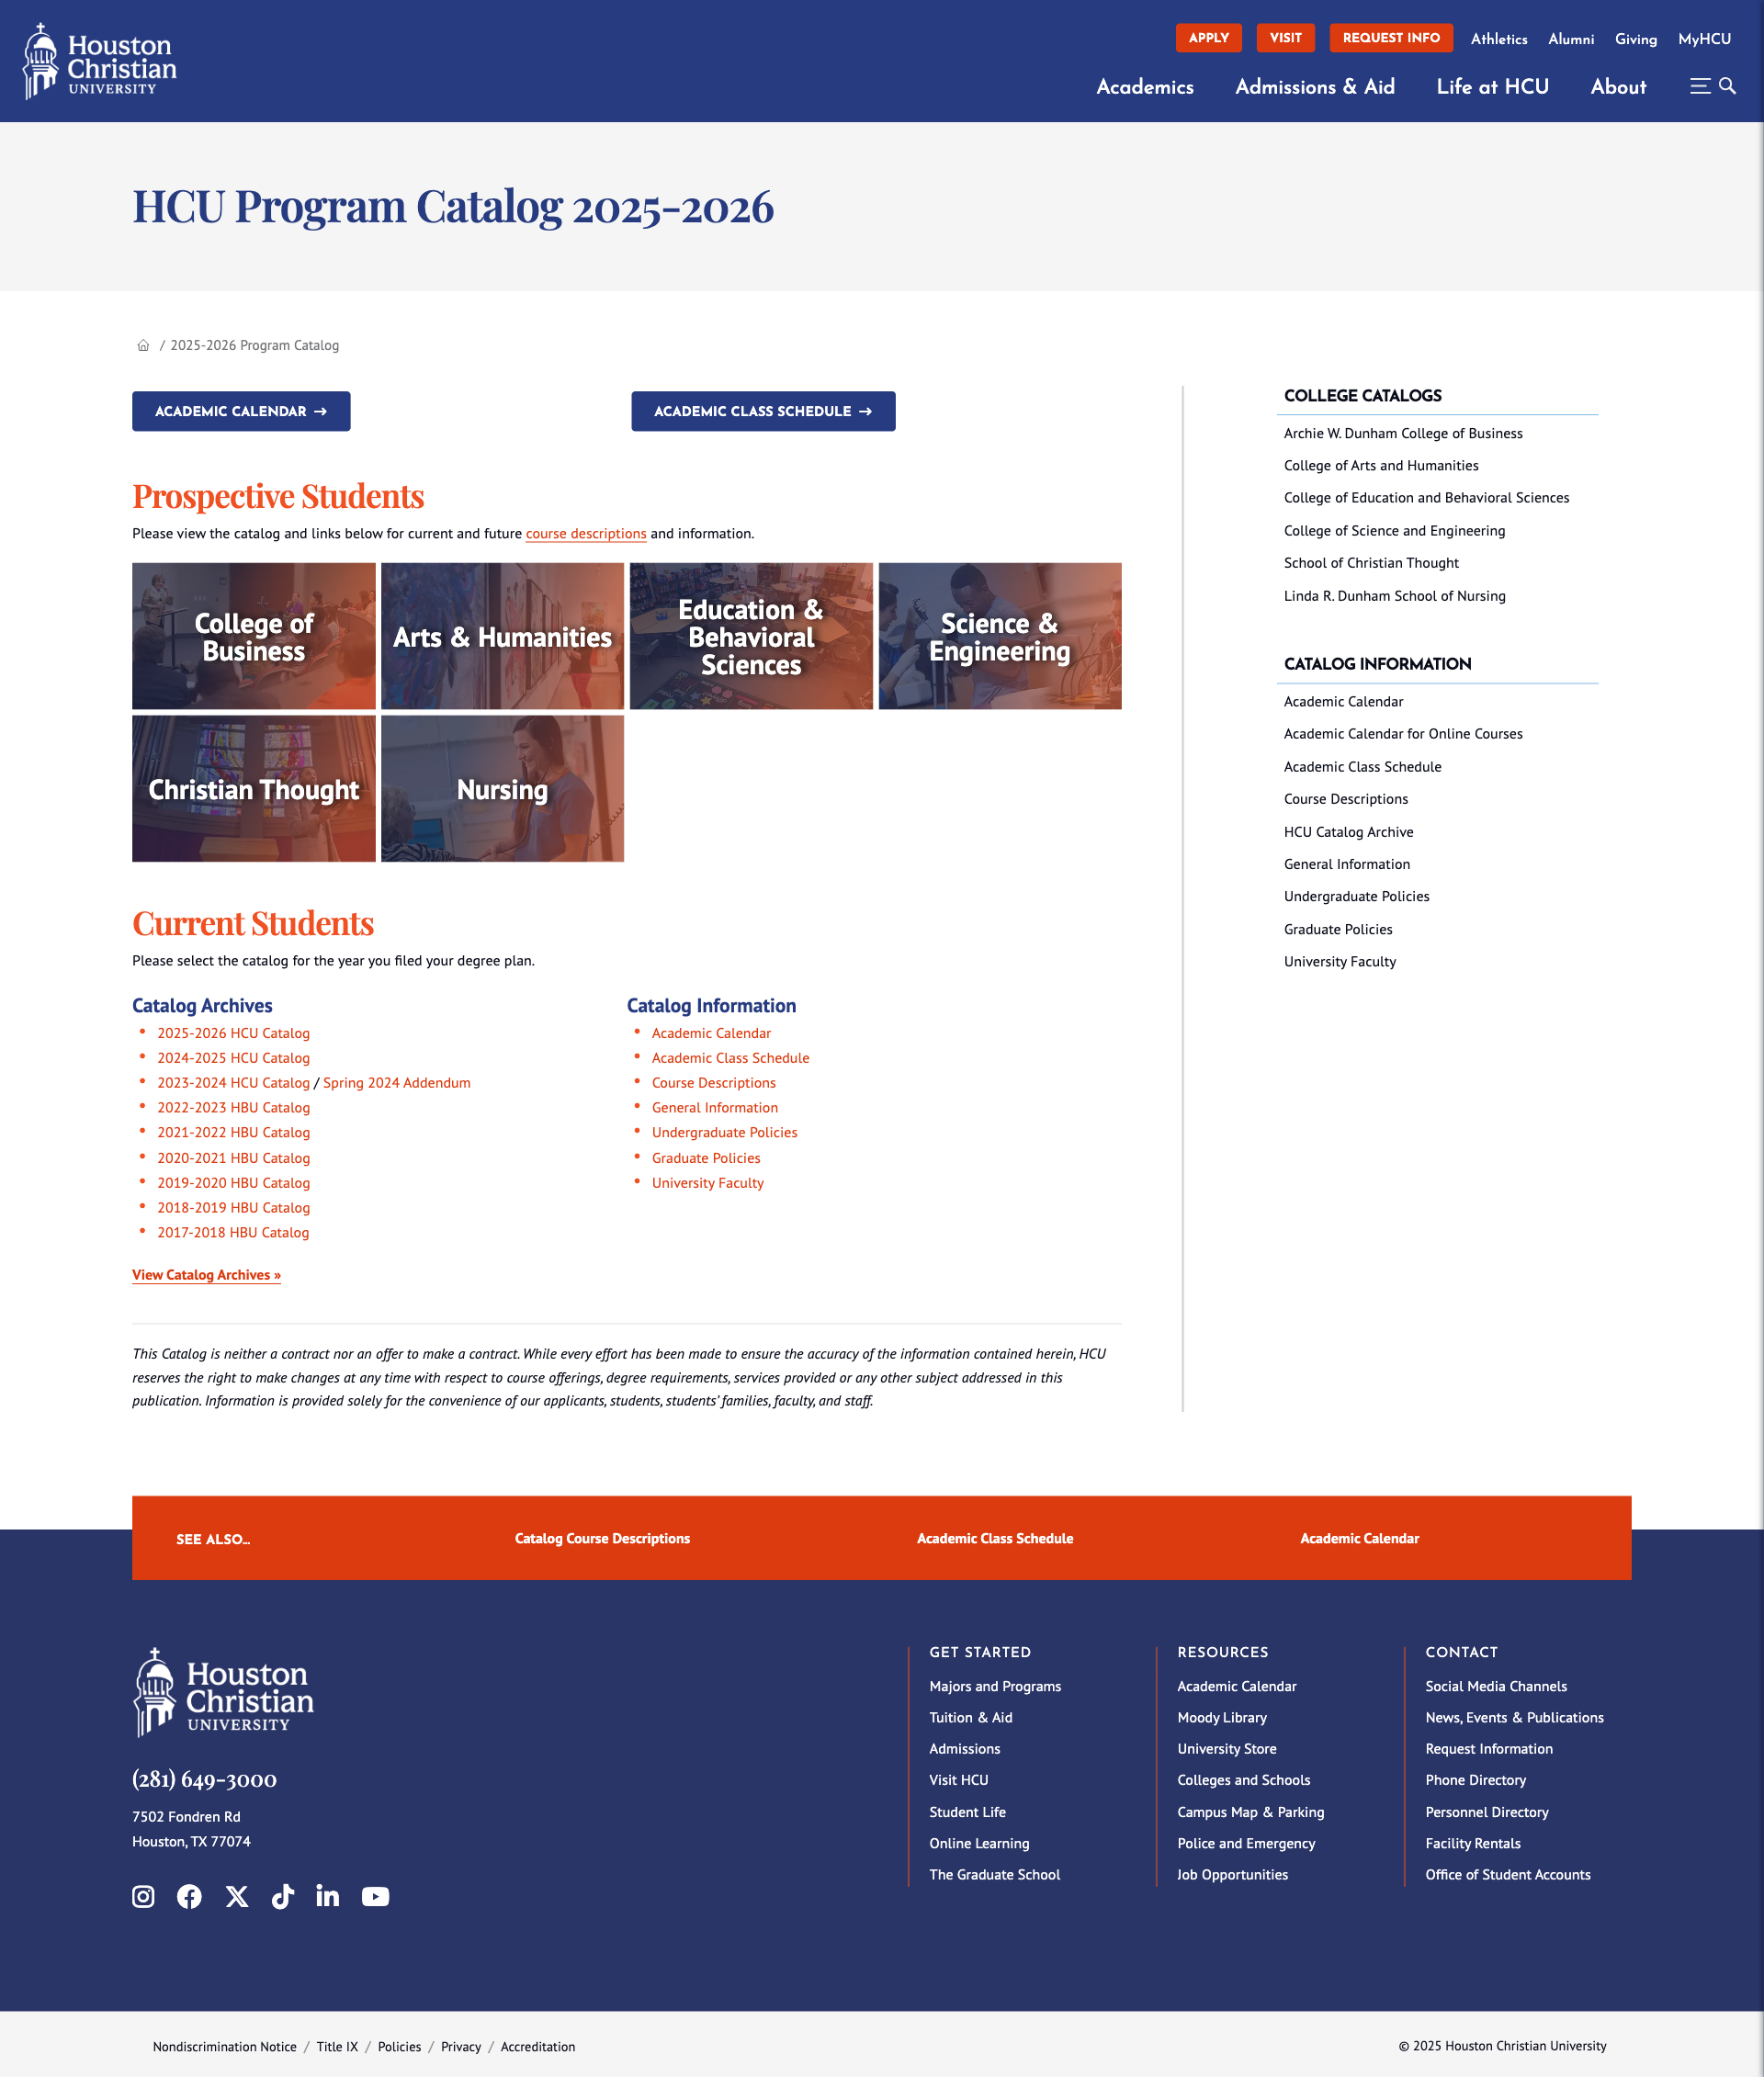 Houston
Christian
UNIVERSITY
APPLY VISIT REQUEST INFO Athletics Alumni Giving MyHCU
Academics Admissions & Aid Life at HCU About
HCU Program Catalog 2025-2026
/ 2025-2026 Program Catalog
ACADEMIC CALENDAR →
ACADEMIC CLASS SCHEDULE →
Prospective Students
Please view the catalog and links below for current and future course descriptions and information.
College of
Business
Arts & Humanities
Education &
Behavioral
Sciences
Science &
Engineering
Christian Thought
Nursing
Current Students
Please select the catalog for the year you filed your degree plan.
Catalog Archives
• 2025-2026 HCU Catalog
• 2024-2025 HCU Catalog
• 2023-2024 HCU Catalog / Spring 2024 Addendum
• 2022-2023 HBU Catalog
• 2021-2022 HBU Catalog
• 2020-2021 HBU Catalog
• 2019-2020 HBU Catalog
• 2018-2019 HBU Catalog
• 2017-2018 HBU Catalog
View Catalog Archives »
Catalog Information
• Academic Calendar
• Academic Class Schedule
• Course Descriptions
• General Information
• Undergraduate Policies
• Graduate Policies
• University Faculty
This Catalog is neither a contract nor an offer to make a contract. While every effort has been made to ensure the accuracy of the information contained herein, HCU
reserves the right to make changes at any time with respect to course offerings, degree requirements, services provided or any other subject addressed in this
publication. Information is provided solely for the convenience of our applicants, students, students' families, faculty, and staff.
COLLEGE CATALOGS
Archie W. Dunham College of Business
College of Arts and Humanities
College of Education and Behavioral Sciences
College of Science and Engineering
School of Christian Thought
Linda R. Dunham School of Nursing
CATALOG INFORMATION
Academic Calendar
Academic Calendar for Online Courses
Academic Class Schedule
Course Descriptions
HCU Catalog Archive
General Information
Undergraduate Policies
Graduate Policies
University Faculty
SEE ALSO... Catalog Course Descriptions Academic Class Schedule Academic Calendar
Houston
Christian
UNIVERSITY
(281) 649-3000
7502 Fondren Rd
Houston, TX 77074
GET STARTED
Majors and Programs
Tuition & Aid
Admissions
Visit HCU
Student Life
Online Learning
The Graduate School
RESOURCES
Academic Calendar
Moody Library
University Store
Colleges and Schools
Campus Map & Parking
Police and Emergency
Job Opportunities
CONTACT
Social Media Channels
News, Events & Publications
Request Information
Phone Directory
Personnel Directory
Facility Rentals
Office of Student Accounts
Nondiscrimination Notice / Title IX / Policies / Privacy / Accreditation
© 2025 Houston Christian University